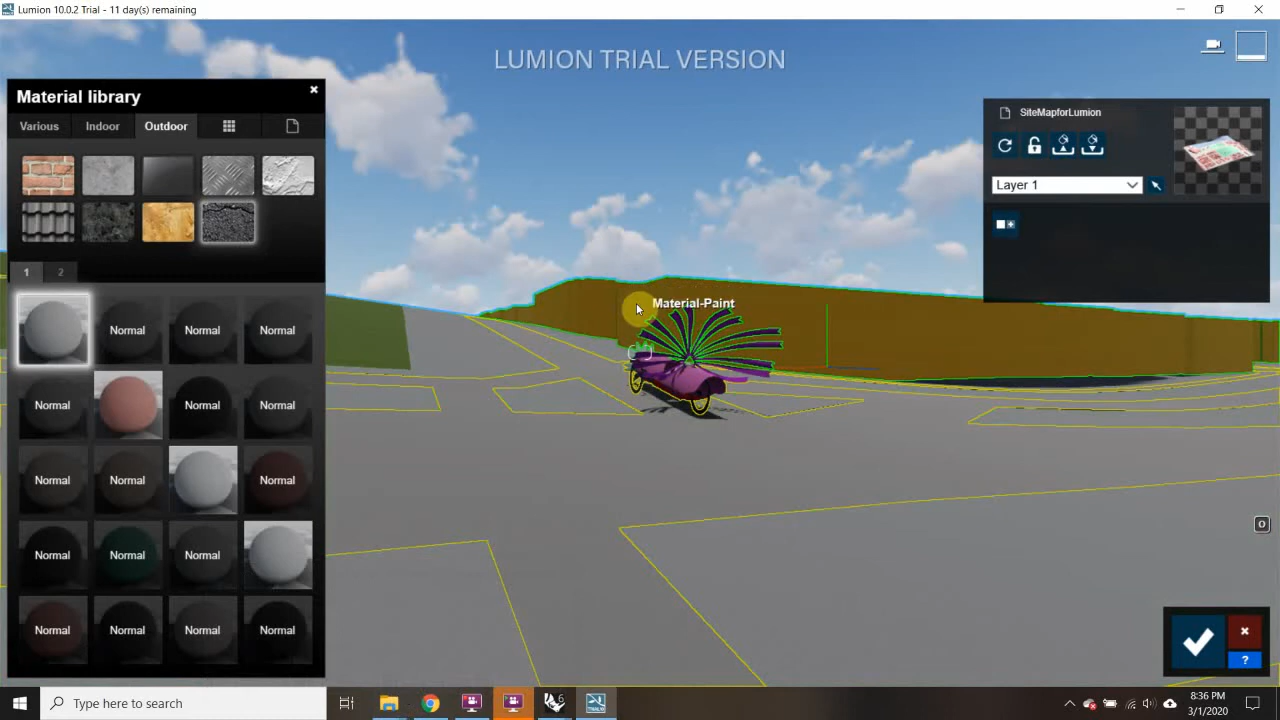 Lumion 10.0.2 Trial - 11 day(s) remaining
LUMION TRIAL VERSION
Material library
Various Indoor Outdoor
1 2
Normal Normal Normal
Normal Normal Normal
Normal Normal Normal
Normal Normal Normal
Normal Normal Normal Normal
Material-Paint
SiteMapforLumion
Layer 1
O
?
Type here to search
6
8:36 PM
3/1/2020